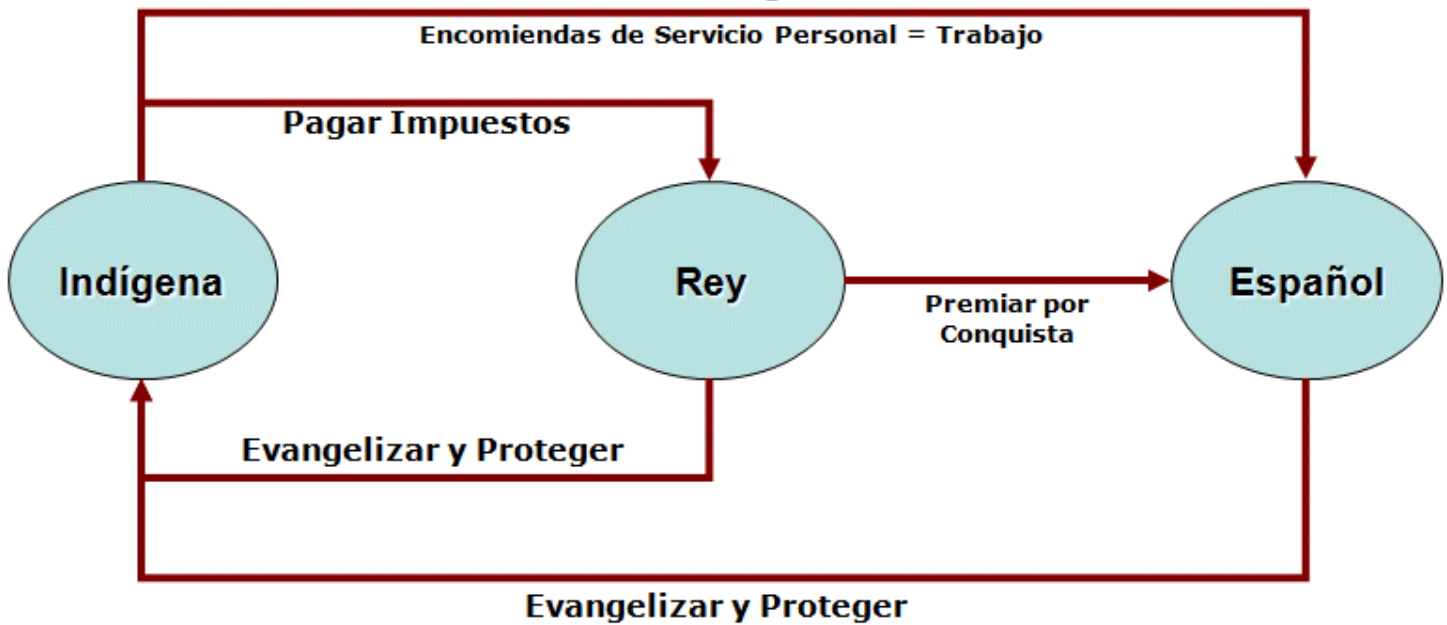 Encomiendas de Servicio Personal = Trabajo
Pagar Impuestos
Indígena
Rey
Español
Premiar por
Conquista
Evangelizar y Proteger
Evangelizar y Proteger